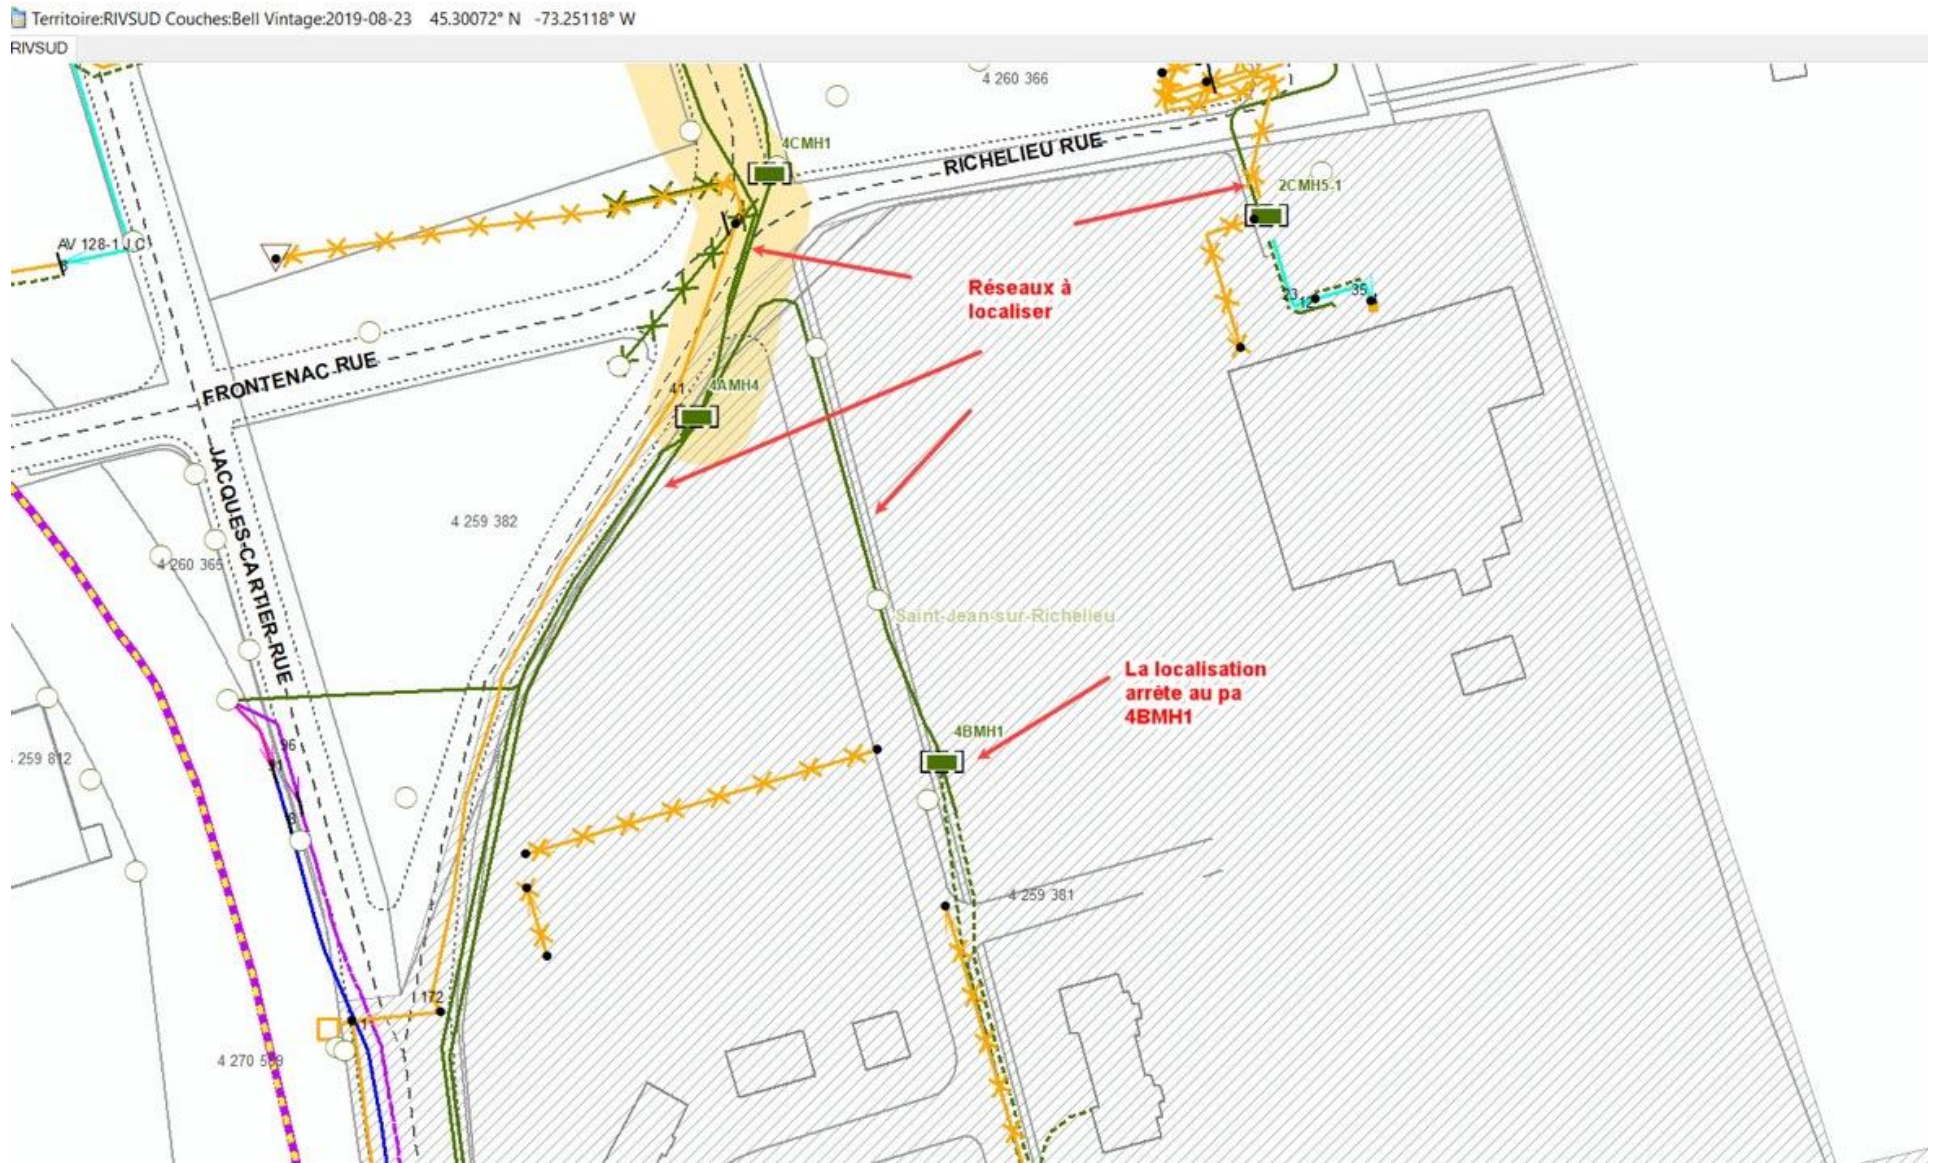 Territoire:RIVSUD Couches:Bell Vintage:2019-08-23 45.30072° N -73.25118° W
RIVSUD
4 260 366
4CMH1
RICHELIEU RUE
2CMH5-1
AV 128-1 J C
Réseaux à
localiser
23
12
35
FRONTENAC RUE
41
4AMH4
JACQUES-CARTIER RUE
4 259 382
4 260 365
Saint-Jean-sur-Richelieu
La localisation
arrête au pa
4BMH1
4BMH1
96
259 812
4 259 381
172
4 270